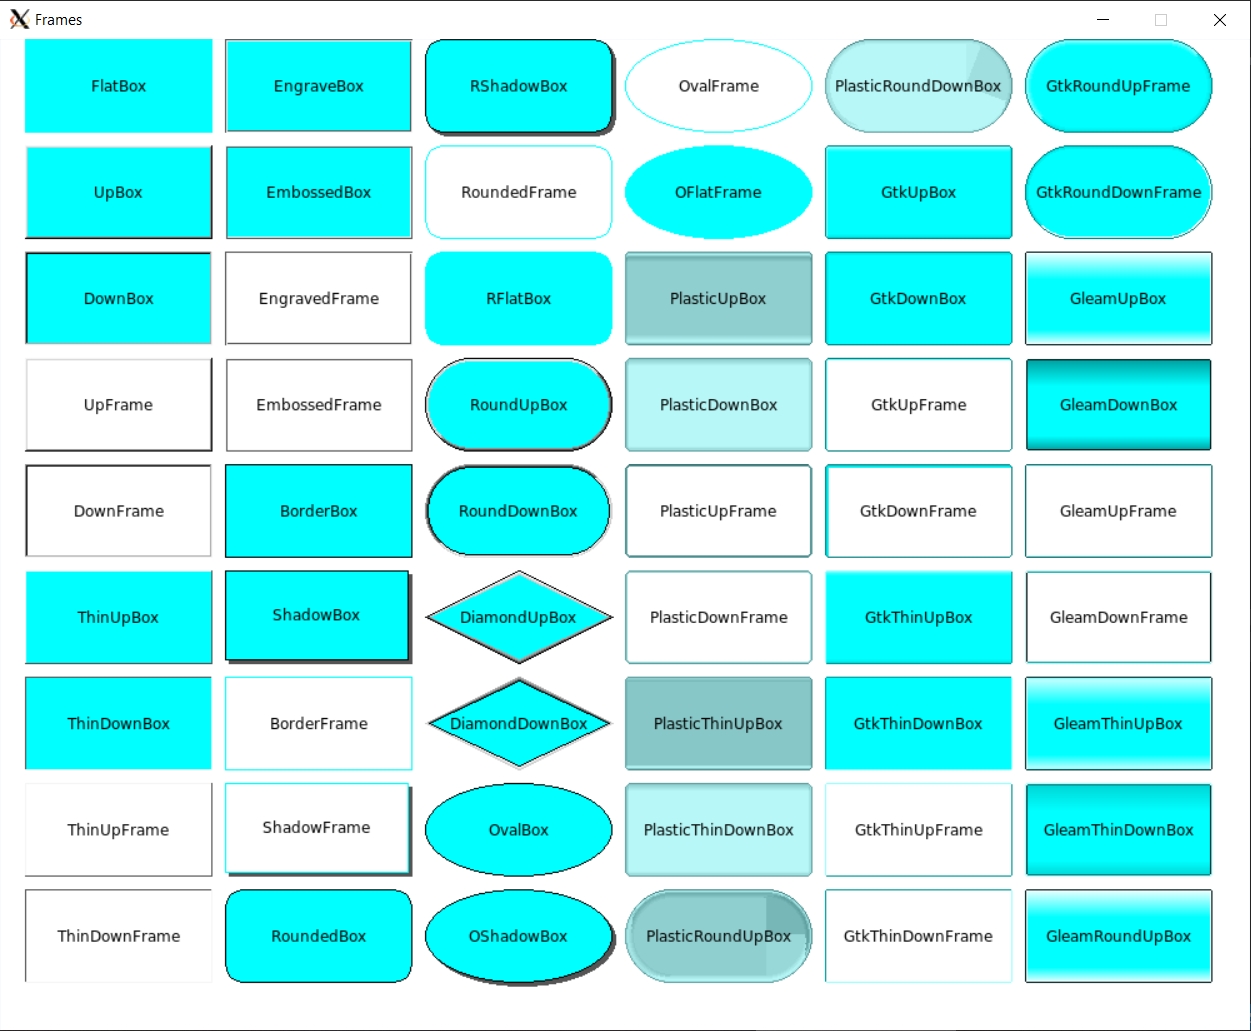 Frames
FlatBox EngraveBox RShadowBox OvalFrame PlasticRoundDownBox GtkRoundUpFrame
UpBox EmbossedBox RoundedFrame OFlatFrame GtkUpBox GtkRoundDownFrame
DownBox EngravedFrame RFlatBox PlasticUpBox GtkDownBox GleamUpBox
UpFrame EmbossedFrame RoundUpBox PlasticDownBox GtkUpFrame GleamDownBox
DownFrame BorderBox RoundDownBox PlasticUpFrame GtkDownFrame GleamUpFrame
ThinUpBox ShadowBox DiamondUpBox PlasticDownFrame GtkThinUpBox GleamDownFrame
ThinDownBox BorderFrame DiamondDownBox PlasticThinUpBox GtkThinDownBox GleamThinUpBox
ThinUpFrame ShadowFrame OvalBox PlasticThinDownBox GtkThinUpFrame GleamThinDownBox
ThinDownFrame RoundedBox OShadowBox PlasticRoundUpBox GtkThinDownFrame GleamRoundUpBox